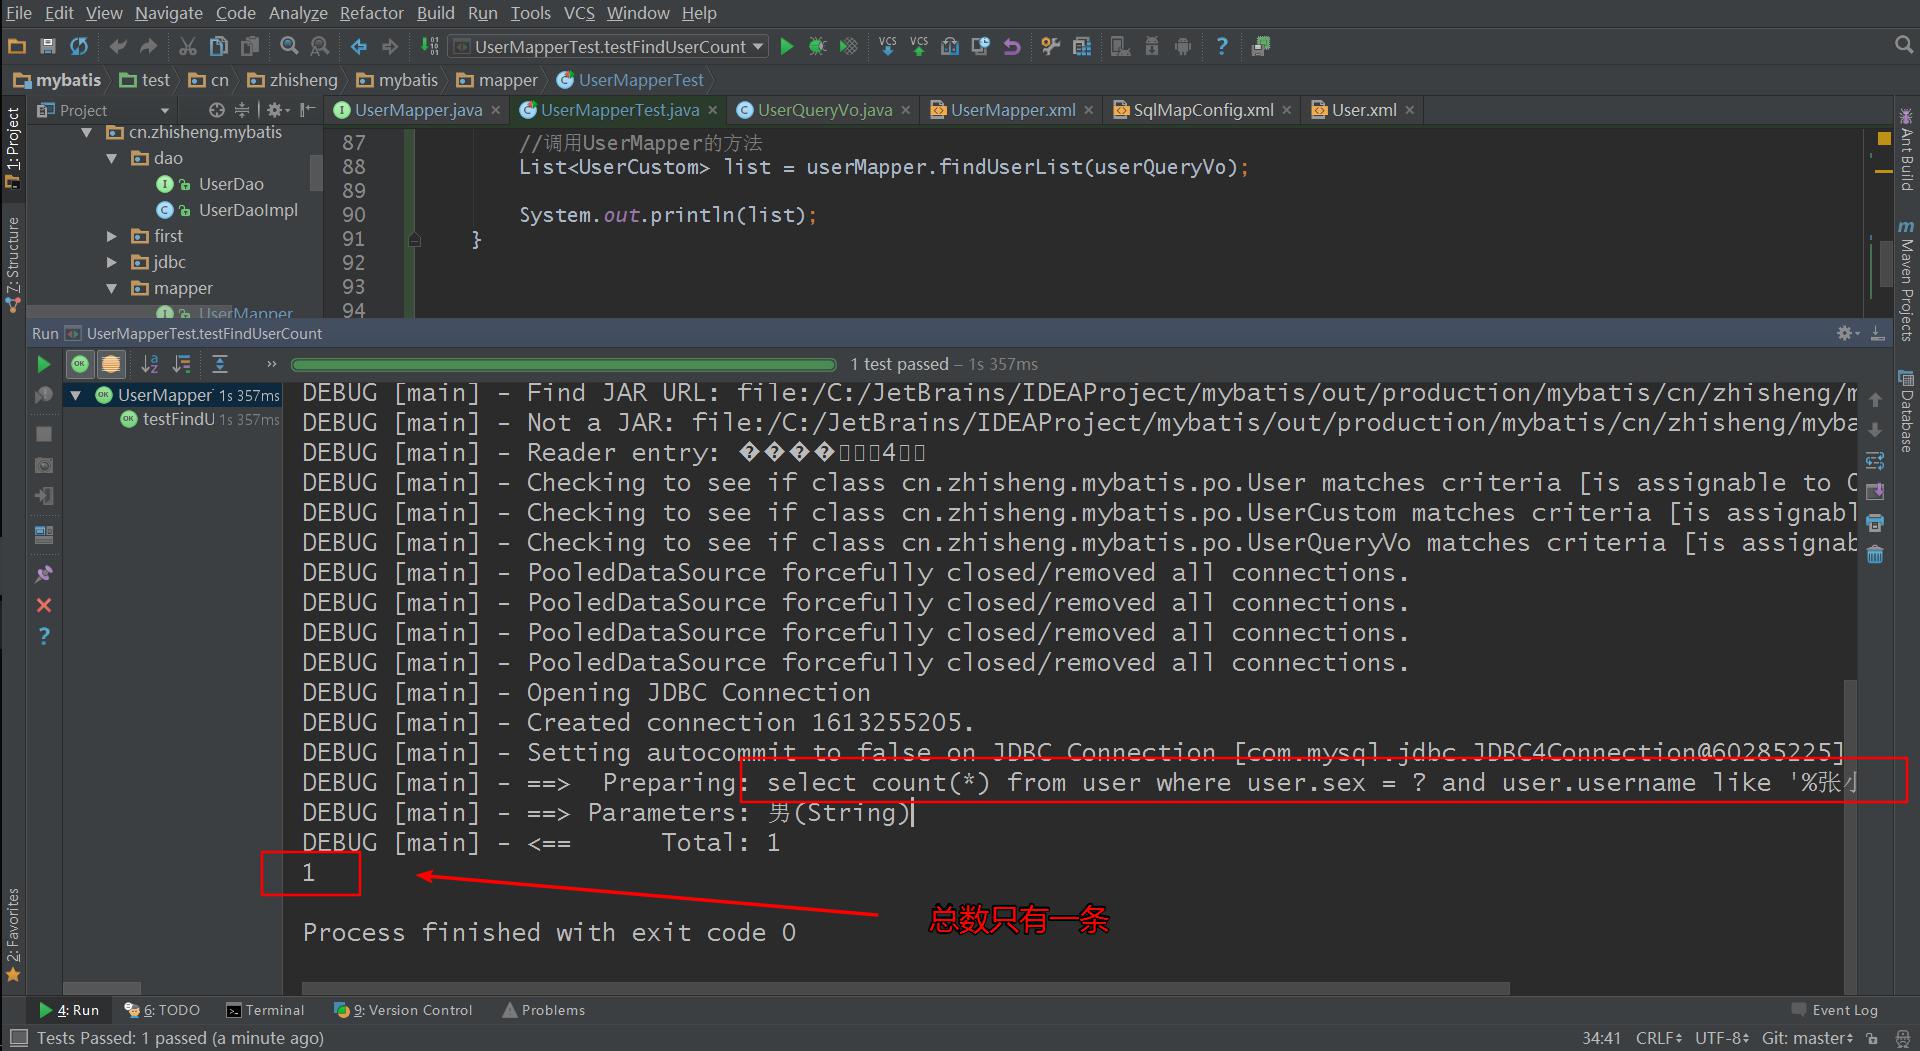 File Edit View Navigate Code Analyze Refactor Build Run Tools VCS Window Help
UserMapperTest.testFindUserCount
VCS VCS
mybatis test cn zhisheng mybatis mapper UserMapperTest
Project
UserMapper.java UserMapperTest.java UserQueryVo.java UserMapper.xml SqlMapConfig.xml User.xml
1: Project
Z: Structure
2: Favorites
cn.zhisheng.mybatis
dao
UserDao
UserDaoImpl
first
jdbc
mapper
UserMapper
87 //调用UserMapper的方法
88 List<UserCustom> list = userMapper.findUserList(userQueryVo);
89
90 System.out.println(list);
91 }
92
93
94
Ant Build
Maven Projects
Database
Run UserMapperTest.testFindUserCount
1 test passed – 1s 357ms
UserMapper 1s 357ms
testFindU 1s 357ms
DEBUG [main] - Find JAR URL: file:/C:/JetBrains/IDEAProject/mybatis/out/production/mybatis/cn/zhisheng/m
DEBUG [main] - Not a JAR: file:/C:/JetBrains/IDEAProject/mybatis/out/production/mybatis/cn/zhisheng/myba
DEBUG [main] - Reader entry: ����   4
DEBUG [main] - Checking to see if class cn.zhisheng.mybatis.po.User matches criteria [is assignable to O
DEBUG [main] - Checking to see if class cn.zhisheng.mybatis.po.UserCustom matches criteria [is assignabl
DEBUG [main] - Checking to see if class cn.zhisheng.mybatis.po.UserQueryVo matches criteria [is assignab
DEBUG [main] - PooledDataSource forcefully closed/removed all connections.
DEBUG [main] - PooledDataSource forcefully closed/removed all connections.
DEBUG [main] - PooledDataSource forcefully closed/removed all connections.
DEBUG [main] - PooledDataSource forcefully closed/removed all connections.
DEBUG [main] - Opening JDBC Connection
DEBUG [main] - Created connection 1613255205.
DEBUG [main] - Setting autocommit to false on JDBC Connection [com.mysql.jdbc.JDBC4Connection@60285225]
DEBUG [main] - ==> Preparing: select count(*) from user where user.sex = ? and user.username like '%张小
DEBUG [main] - ==> Parameters: 男(String)
DEBUG [main] - <== Total: 1
1
总数只有一条
Process finished with exit code 0
4: Run 6: TODO Terminal 9: Version Control Problems Event Log
Tests Passed: 1 passed (a minute ago) 34:41 CRLF UTF-8 Git: master